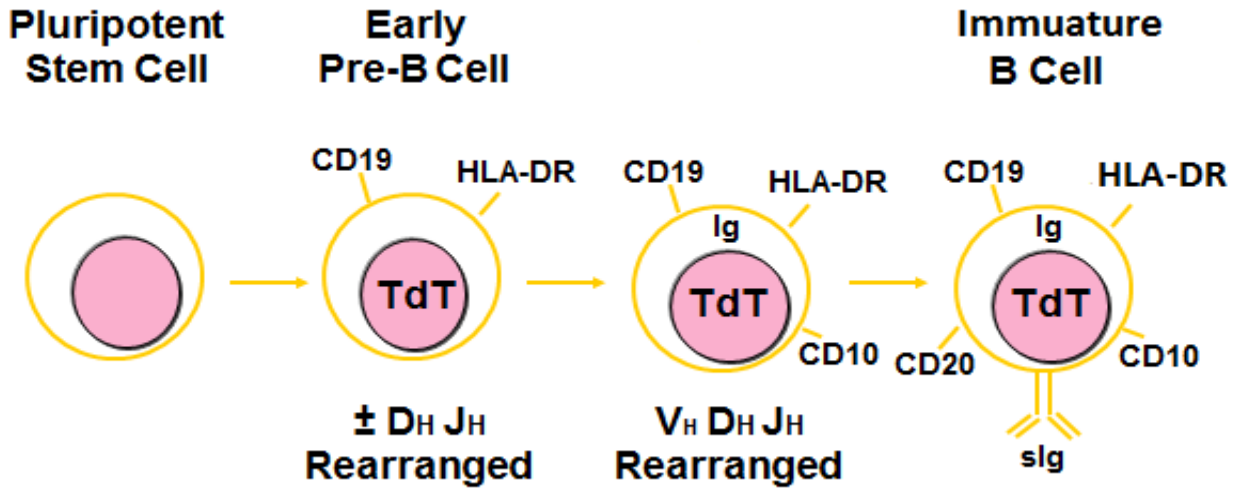 Pluripotent
Stem Cell
Early
Pre-B Cell
Immuature
B Cell
CD19
HLA-DR
TdT
± DH JH
Rearranged
CD19
HLA-DR
Ig
TdT
CD10
VH DH JH
Rearranged
CD19
HLA-DR
Ig
TdT
CD20
CD10
sIg